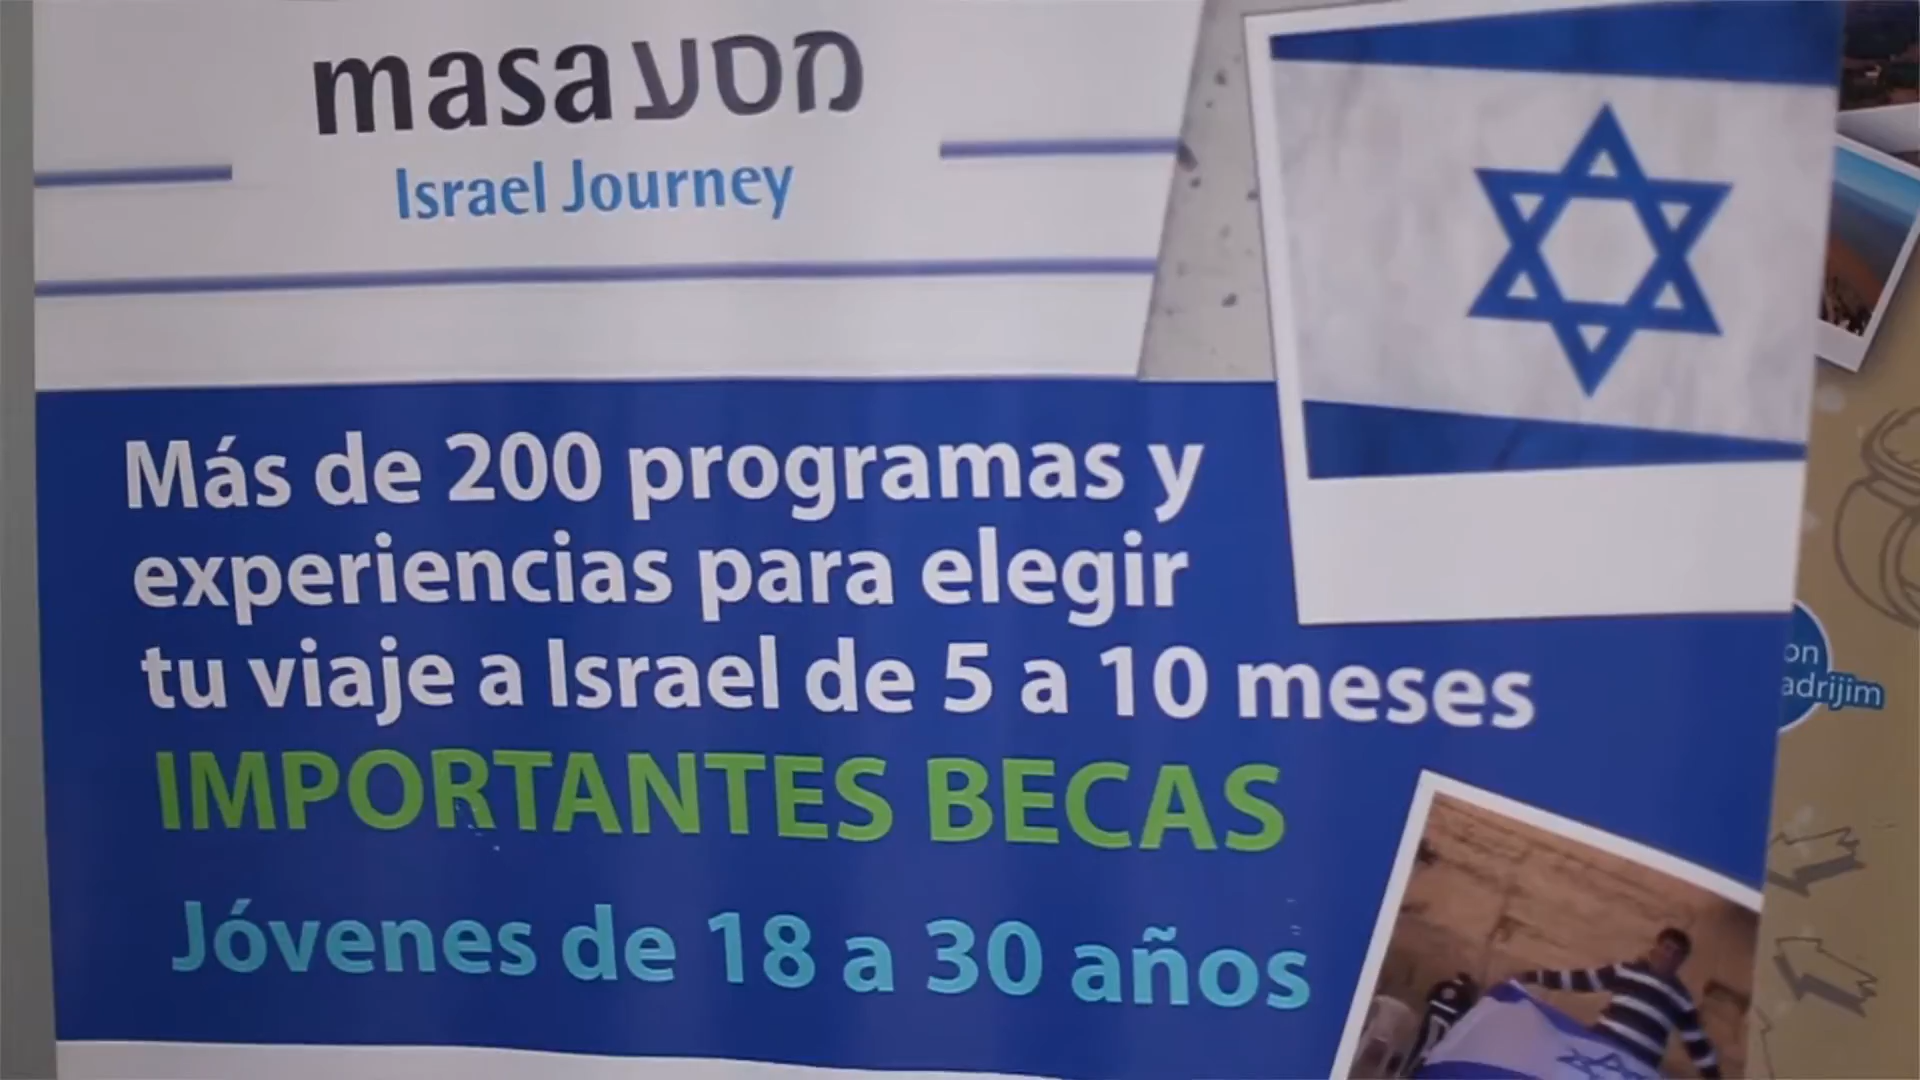 masa מסע
Israel Journey
Más de 200 programas y
experiencias para elegir
tu viaje a Israel de 5 a 10 meses
IMPORTANTES BECAS
Jóvenes de 18 a 30 años